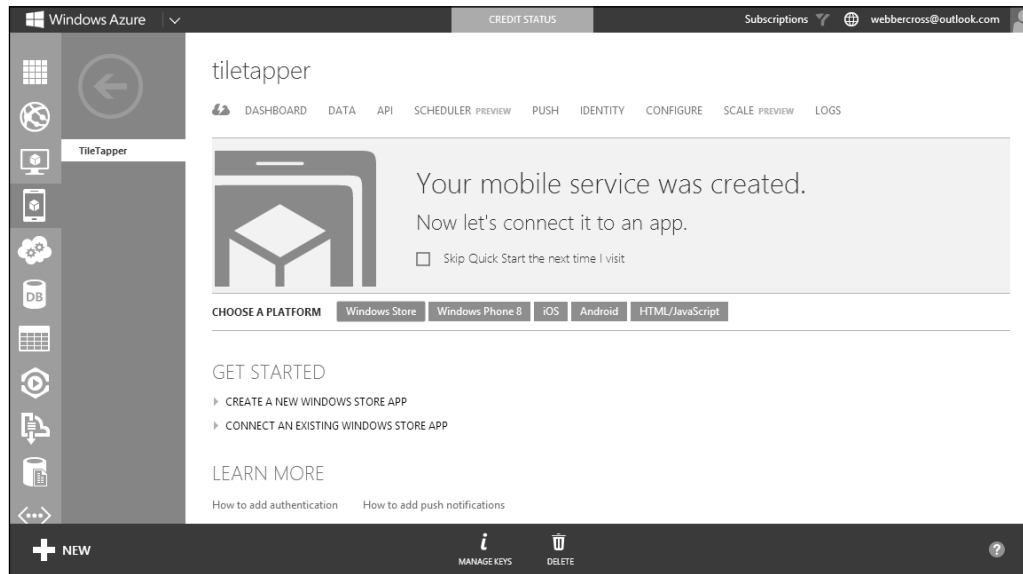 Windows Azure
CREDIT STATUS
Subscriptions
webbercross@outlook.com
TileTapper
tiletapper
DASHBOARD DATA API SCHEDULER PREVIEW PUSH IDENTITY CONFIGURE SCALE PREVIEW LOGS
Your mobile service was created.
Now let's connect it to an app.
Skip Quick Start the next time I visit
CHOOSE A PLATFORM Windows Store Windows Phone 8 iOS Android HTML/JavaScript
GET STARTED
CREATE A NEW WINDOWS STORE APP
CONNECT AN EXISTING WINDOWS STORE APP
LEARN MORE
How to add authentication How to add push notifications
DB
NEW
MANAGE KEYS
DELETE
?